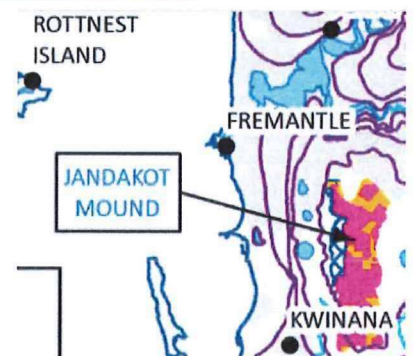 ROTTNEST
ISLAND
FREMANTLE
JANDAKOT
MOUND
KWINANA